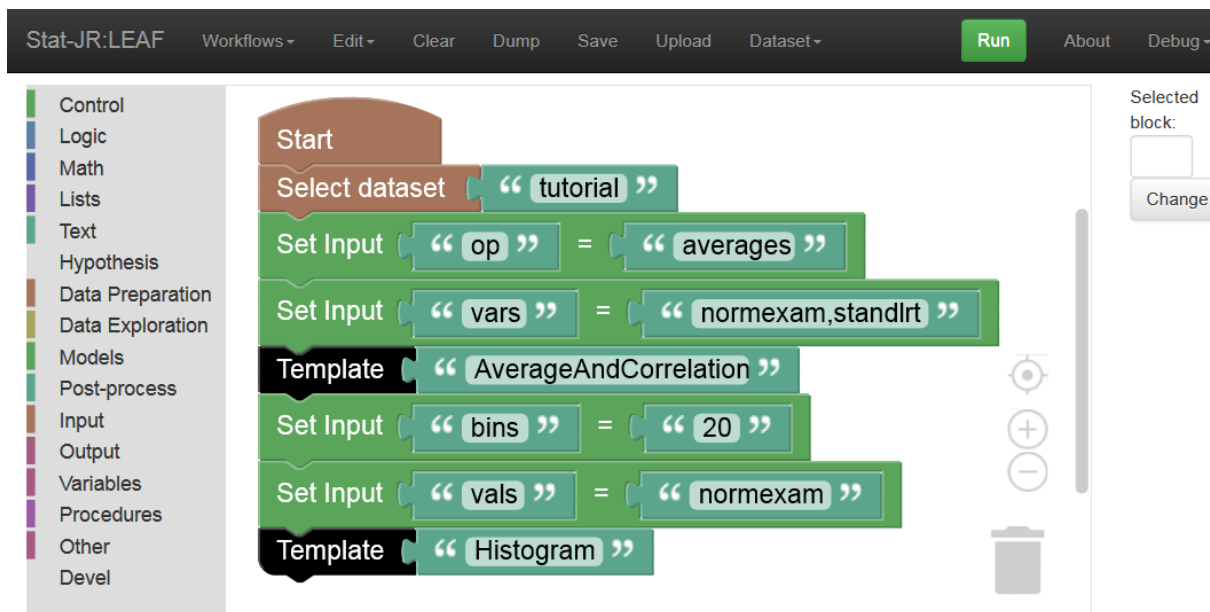 Stat-JR:LEAF Workflows Edit Clear Dump Save Upload Dataset Run About Debug
Control
Logic
Math
Lists
Text
Hypothesis
Data Preparation
Data Exploration
Models
Post-process
Input
Output
Variables
Procedures
Other
Devel
Start
Select dataset “ tutorial ”
Set Input “ op ” = “ averages ”
Set Input “ vars ” = “ normexam,standlrt ”
Template “ AverageAndCorrelation ”
Set Input “ bins ” = “ 20 ”
Set Input “ vals ” = “ normexam ”
Template “ Histogram ”
Selected
block:
Change